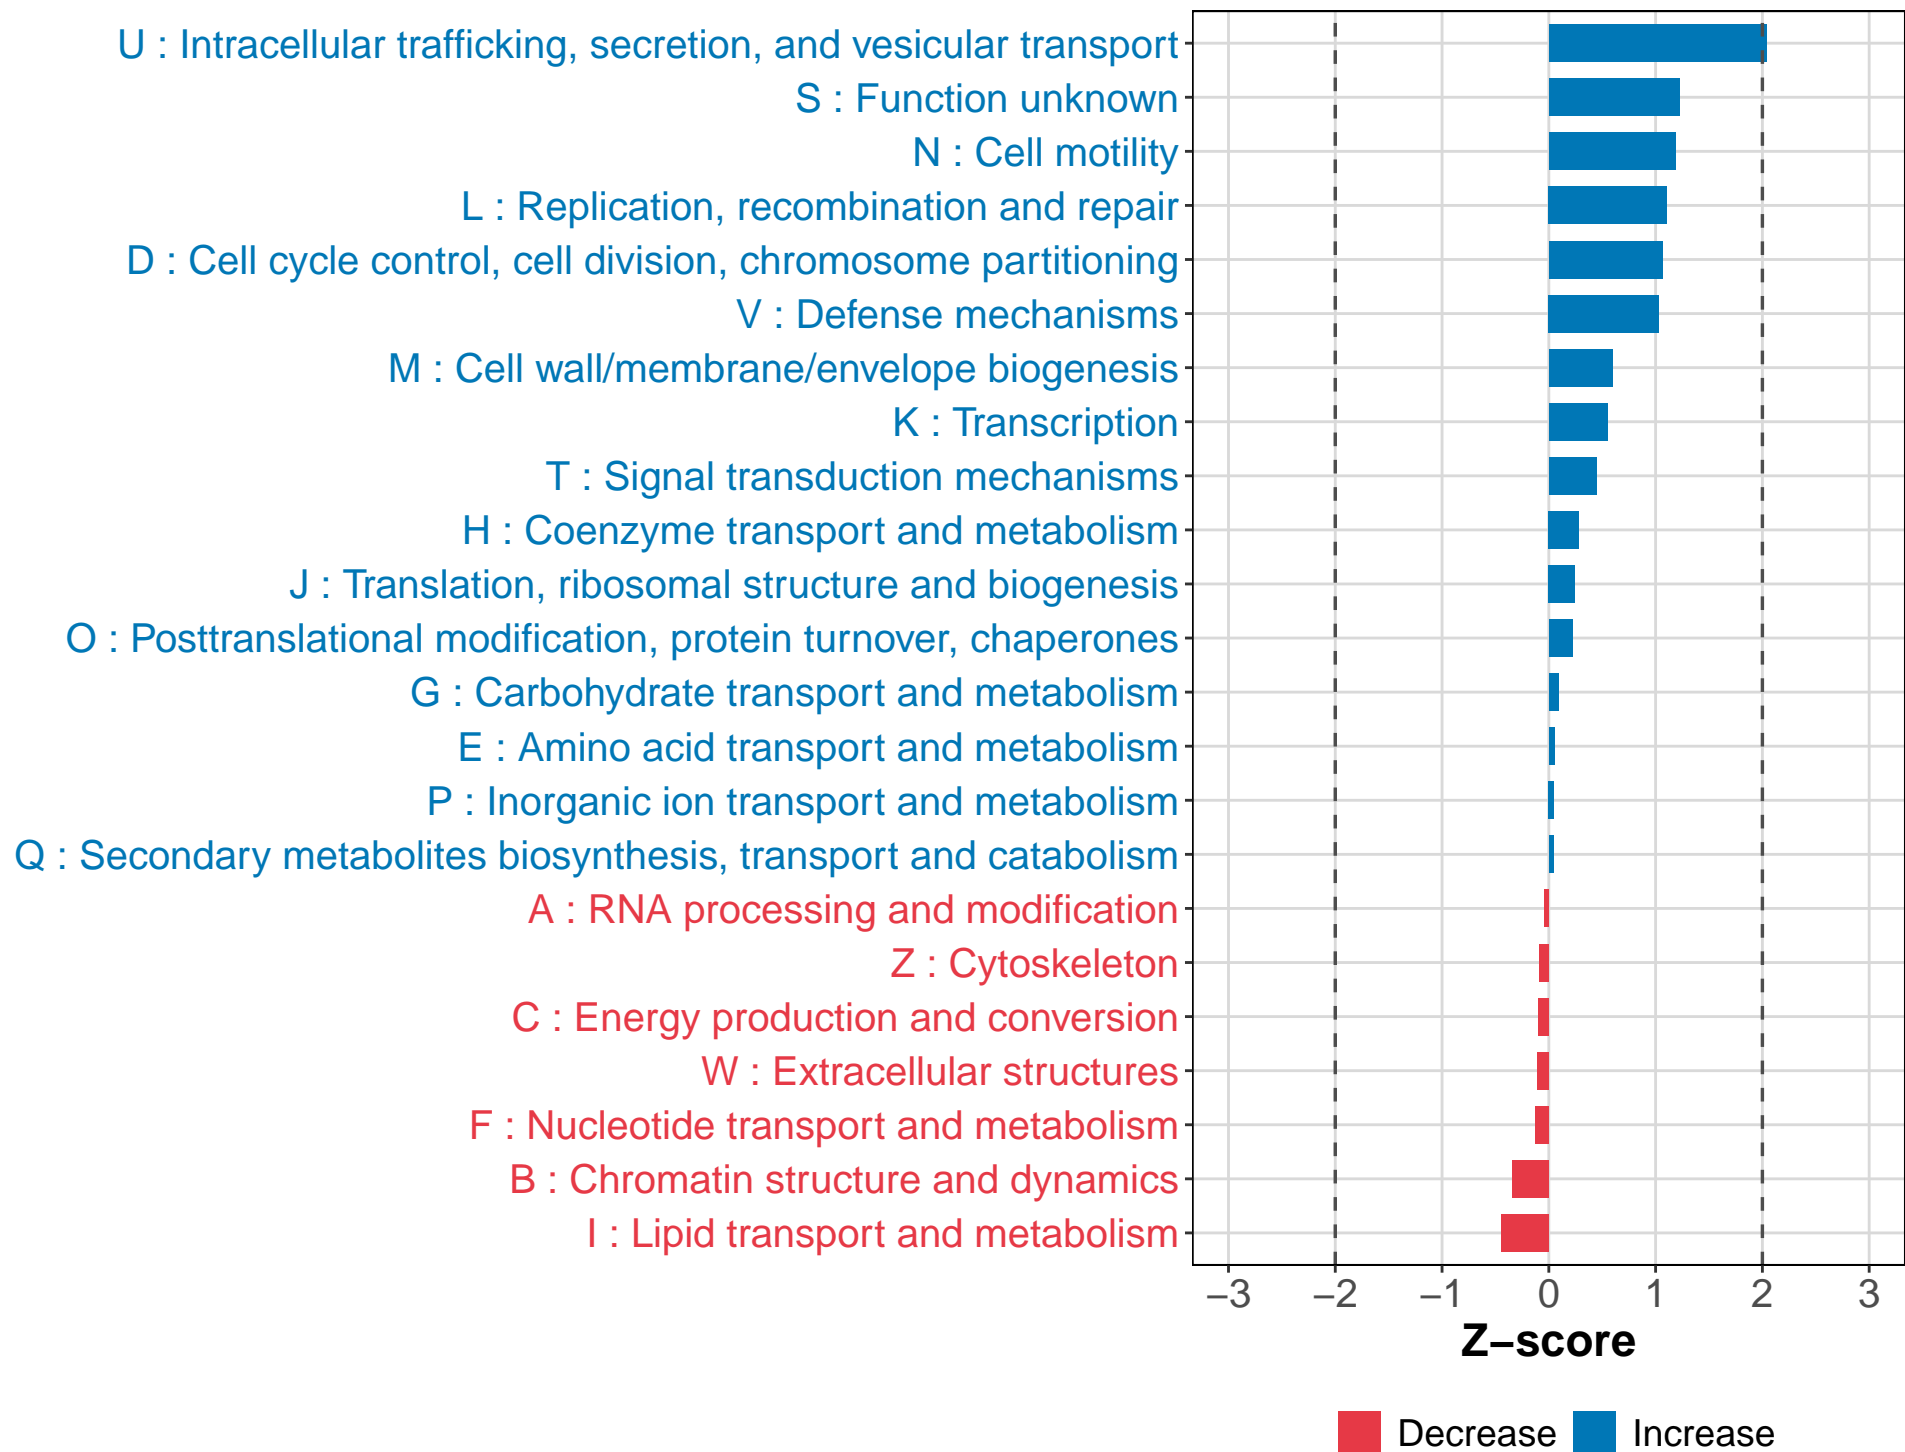 U : Intracellular trafficking, secretion, and vesicular transport
S : Function unknown
N : Cell motility
L : Replication, recombination and repair
D : Cell cycle control, cell division, chromosome partitioning
V : Defense mechanisms
M : Cell wall/membrane/envelope biogenesis
K : Transcription
T : Signal transduction mechanisms
H : Coenzyme transport and metabolism
J : Translation, ribosomal structure and biogenesis
O : Posttranslational modification, protein turnover, chaperones
G : Carbohydrate transport and metabolism
E : Amino acid transport and metabolism
P : Inorganic ion transport and metabolism
Q : Secondary metabolites biosynthesis, transport and catabolism
A : RNA processing and modification
Z : Cytoskeleton
C : Energy production and conversion
W : Extracellular structures
F : Nucleotide transport and metabolism
B : Chromatin structure and dynamics
I : Lipid transport and metabolism
−3 −2 −1 0 1 2 3
Z−score
Decrease Increase